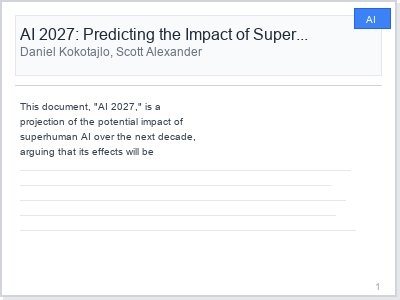 AI
AI 2027: Predicting the Impact of Super...
Daniel Kokotajlo, Scott Alexander
This document, "AI 2027," is a
projection of the potential impact of
superhuman AI over the next decade,
arguing that its effects will be
1